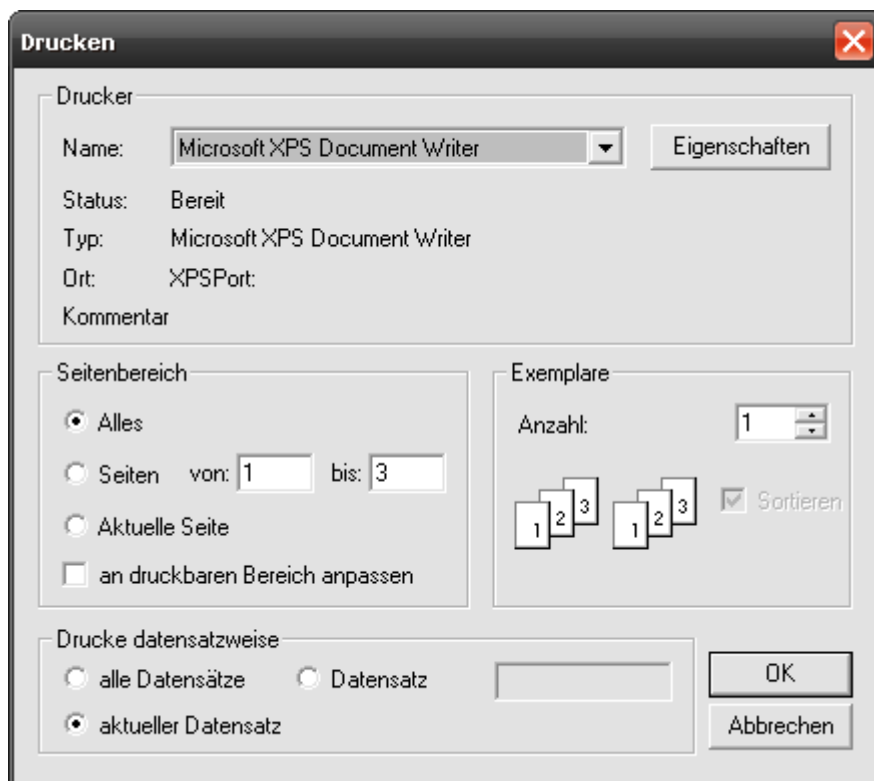 Drucken
Drucker
Name: Microsoft XPS Document Writer Eigenschaften
Status: Bereit
Typ: Microsoft XPS Document Writer
Ort: XPSPort:
Kommentar
Seitenbereich
Alles
Seiten von: 1 bis: 3
Aktuelle Seite
an druckbaren Bereich anpassen
Exemplare
Anzahl: 1
1 2 3 1 2 3 Sortieren
Drucke datensatzweise
alle Datensätze Datensatz
aktueller Datensatz
OK
Abbrechen